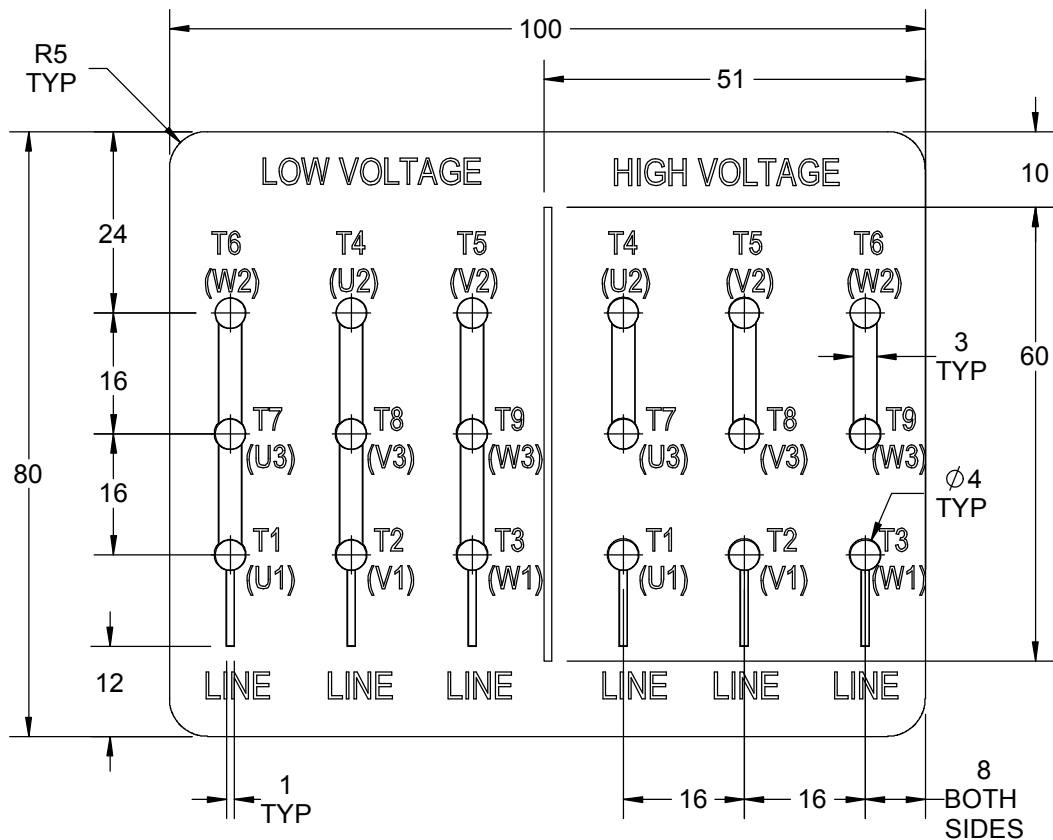 100
R5
TYP
51
LOW VOLTAGE
HIGH VOLTAGE
10
24
T6
(W2)
T4
(U2)
T5
(V2)
T4
(U2)
T5
(V2)
T6
(W2)
16
3
TYP
60
T7
(U3)
T8
(V3)
T9
(W3)
T7
(U3)
T8
(V3)
T9
(W3)
80
16
∅4
TYP
T1
(U1)
T2
(V1)
T3
(W1)
T1
(U1)
T2
(V1)
T3
(W1)
12
LINE LINE LINE LINE LINE LINE
1
TYP
16
16
8
BOTH
SIDES